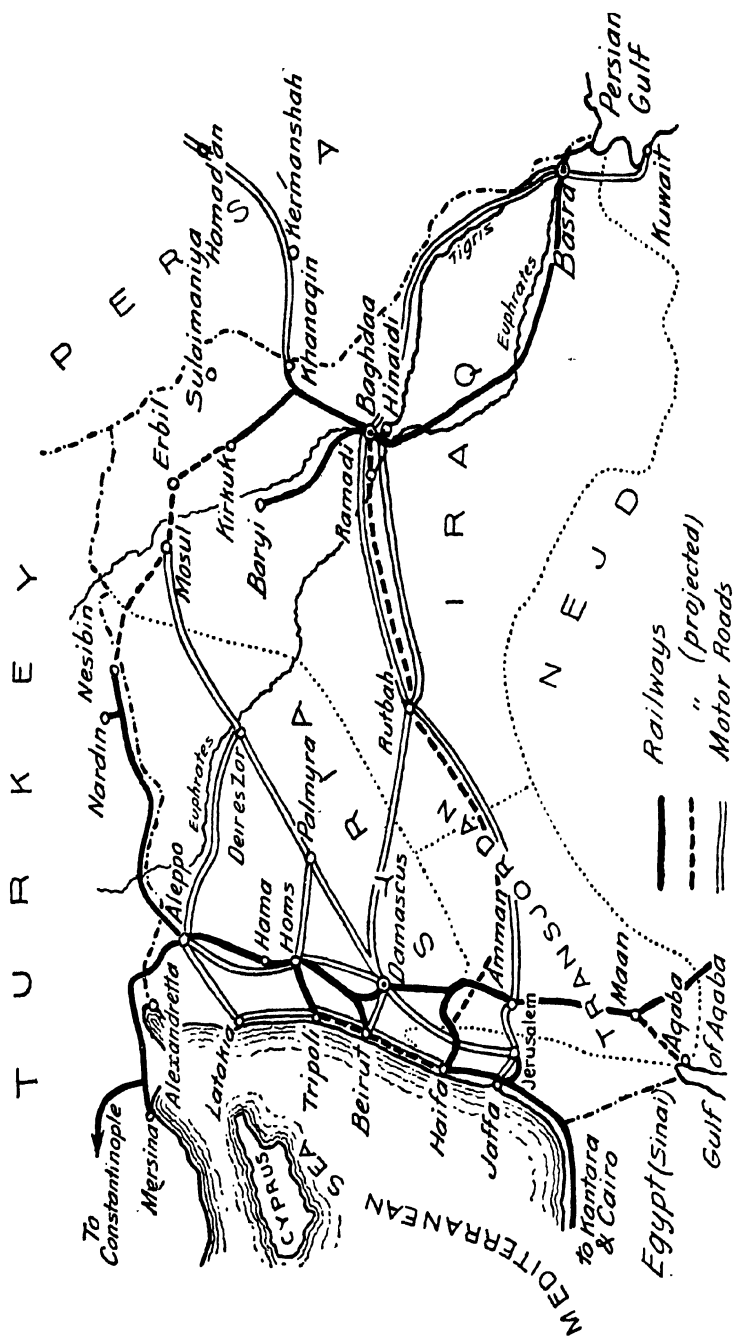 TURKEY
PERSIA
To
Constantinople
Mersina
Alexandretta
Aleppo
Nardin
Nesibin
Mosul
Erbil
Sulaimaniya
Hamadan
Kermanshah
Khanaqin
Kirkuk
Baryi
Latakia
Hama
Homs
Euphrates
Deir es Zor
Palmyra
SYRIA
CYPRUS
MEDITERRANEAN
SEA
Tripoli
Beirut
Damascus
Rutbah
Ramadi
Baghdaa
Hinaidi
Tigris
Euphrates
Basra
Persian
Gulf
Kuwait
IRAQ
Haifa
Jaffa
Jerusalem
Amman
TRANSJORDAN
NEJD
To Kantara
& Cairo
Egypt (Sinai)
Maan
Aqaba
Gulf of Aqaba
Railways
" (projected)
Motor Roads